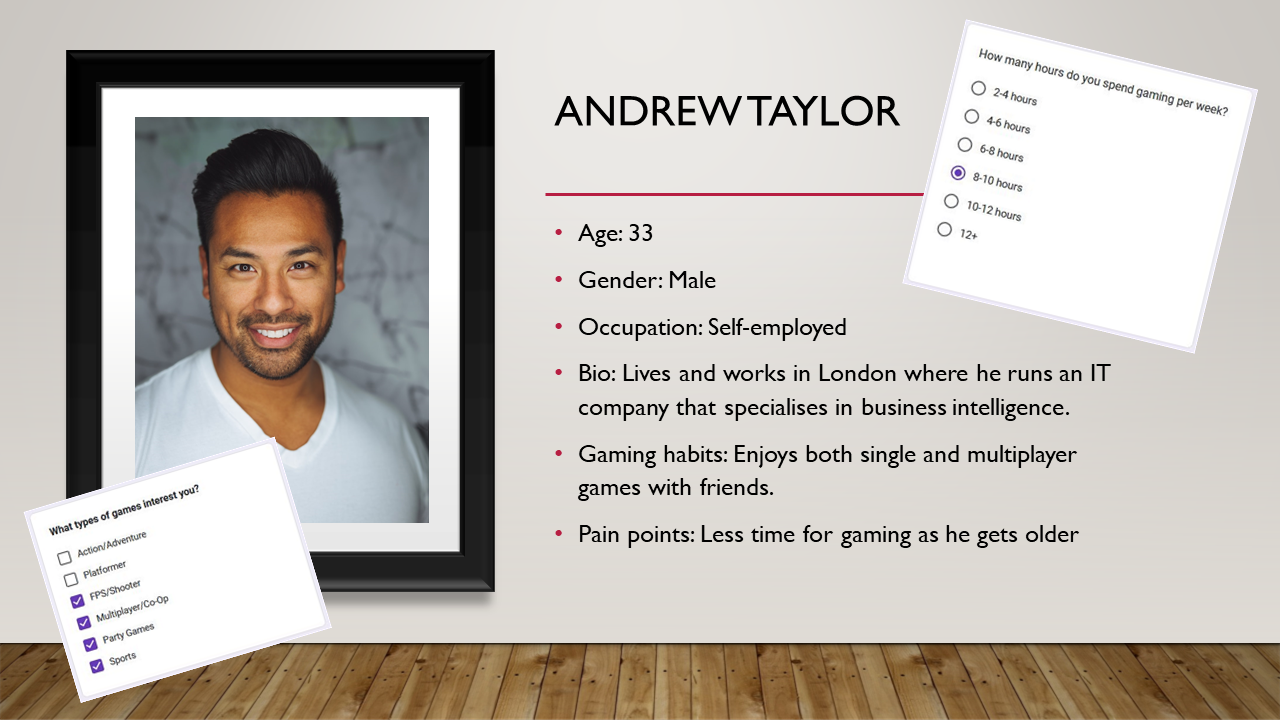 ANDREW TAYLOR
How many hours do you spend gaming per week?
2-4 hours
4-6 hours
6-8 hours
8-10 hours
10-12 hours
12+
• Age: 33
• Gender: Male
• Occupation: Self-employed
• Bio: Lives and works in London where he runs an IT
company that specialises in business intelligence.
• Gaming habits: Enjoys both single and multiplayer
games with friends.
• Pain points: Less time for gaming as he gets older
What types of games interest you?
Action/Adventure
Platformer
FPS/Shooter
Multiplayer/Co-Op
Party Games
Sports